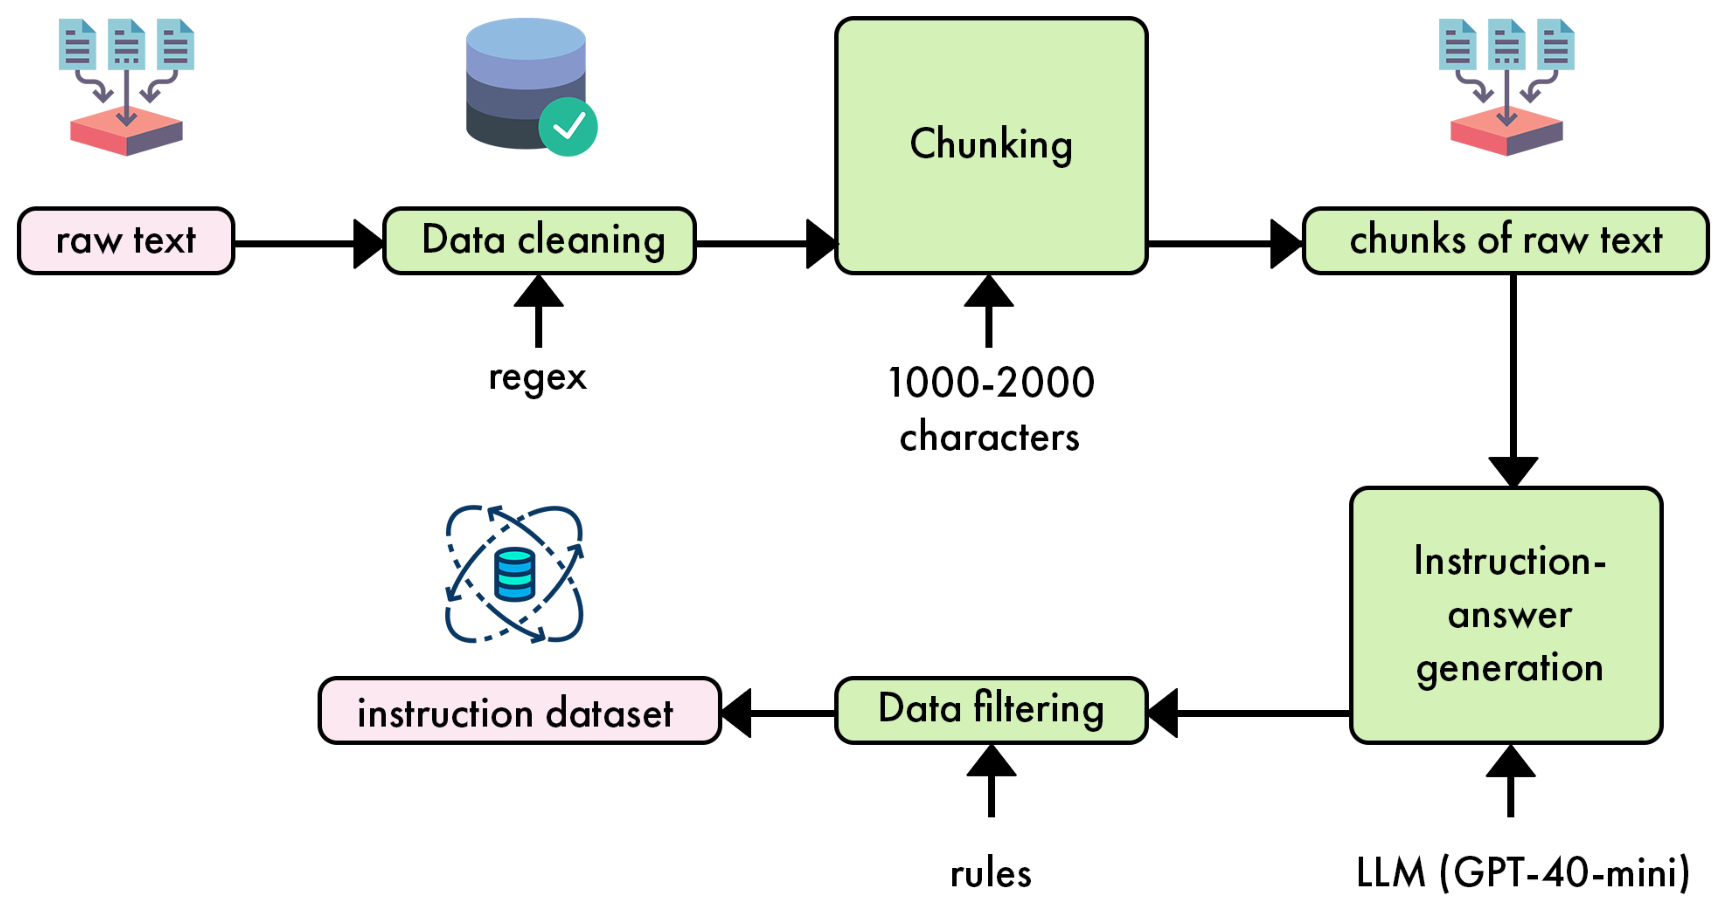 raw text
Data cleaning
Chunking
chunks of raw text
regex
1000-2000
characters
Instruction-
answer
generation
instruction dataset
Data filtering
rules
LLM (GPT-40-mini)